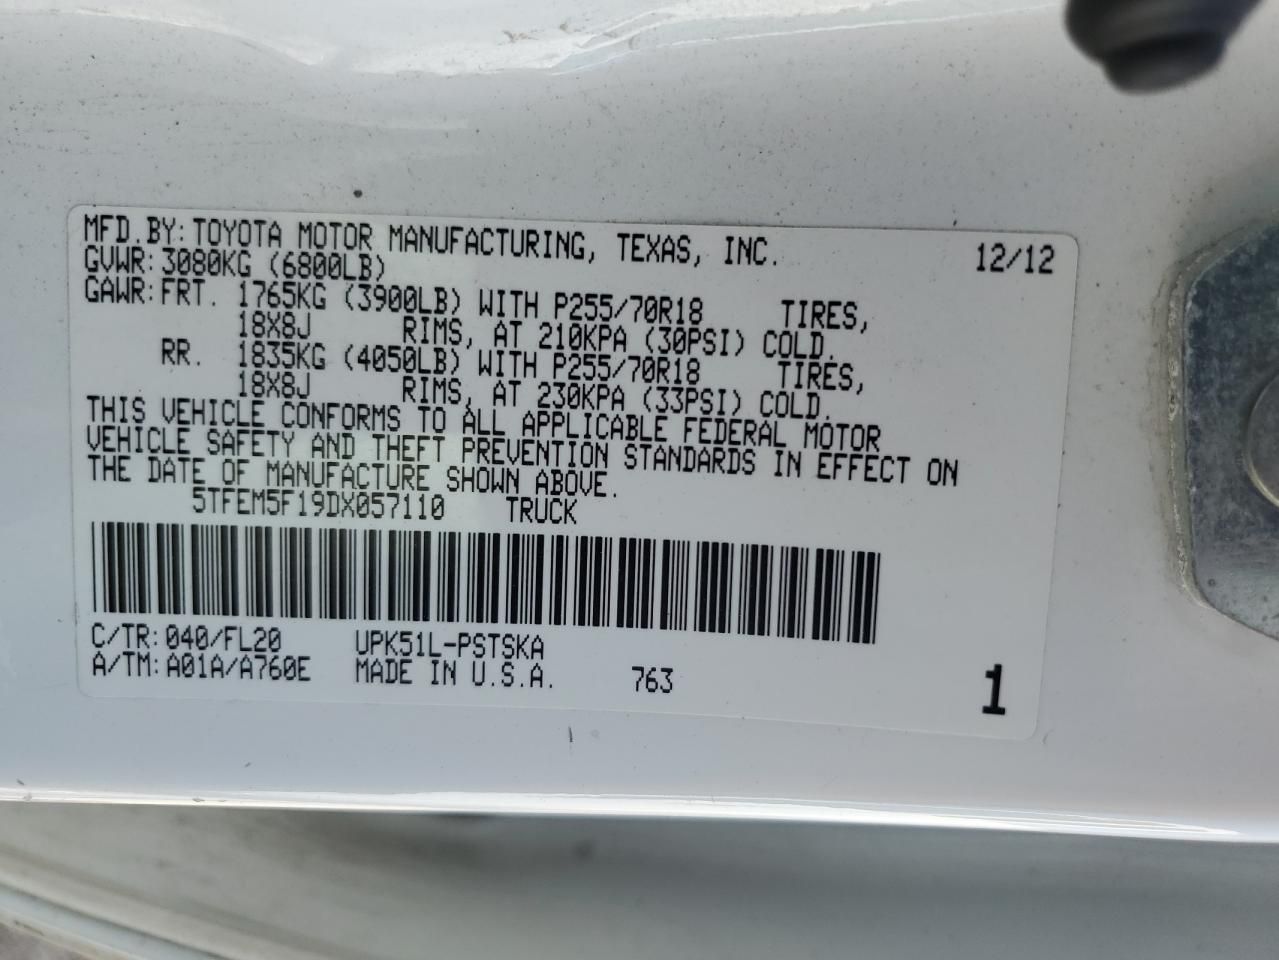 MFD.BY: TOYOTA MOTOR MANUFACTURING, TEXAS, INC. 12/12
GVWR: 3080KG (6800LB)
GAWR: FRT. 1765KG (3900LB) WITH P255/70R18 TIRES,
18X8J RIMS, AT 210KPA (30PSI) COLD.
RR. 1835KG (4050LB) WITH P255/70R18 TIRES,
18X8J RIMS, AT 230KPA (33PSI) COLD.
THIS VEHICLE CONFORMS TO ALL APPLICABLE FEDERAL MOTOR
VEHICLE SAFETY AND THEFT PREVENTION STANDARDS IN EFFECT ON
THE DATE OF MANUFACTURE SHOWN ABOVE.
5TFEM5F19DX057110 TRUCK
C/TR: 040/FL20 UPK51L-PSTSKA
A/TM: A01A/A760E MADE IN U.S.A. 763 1